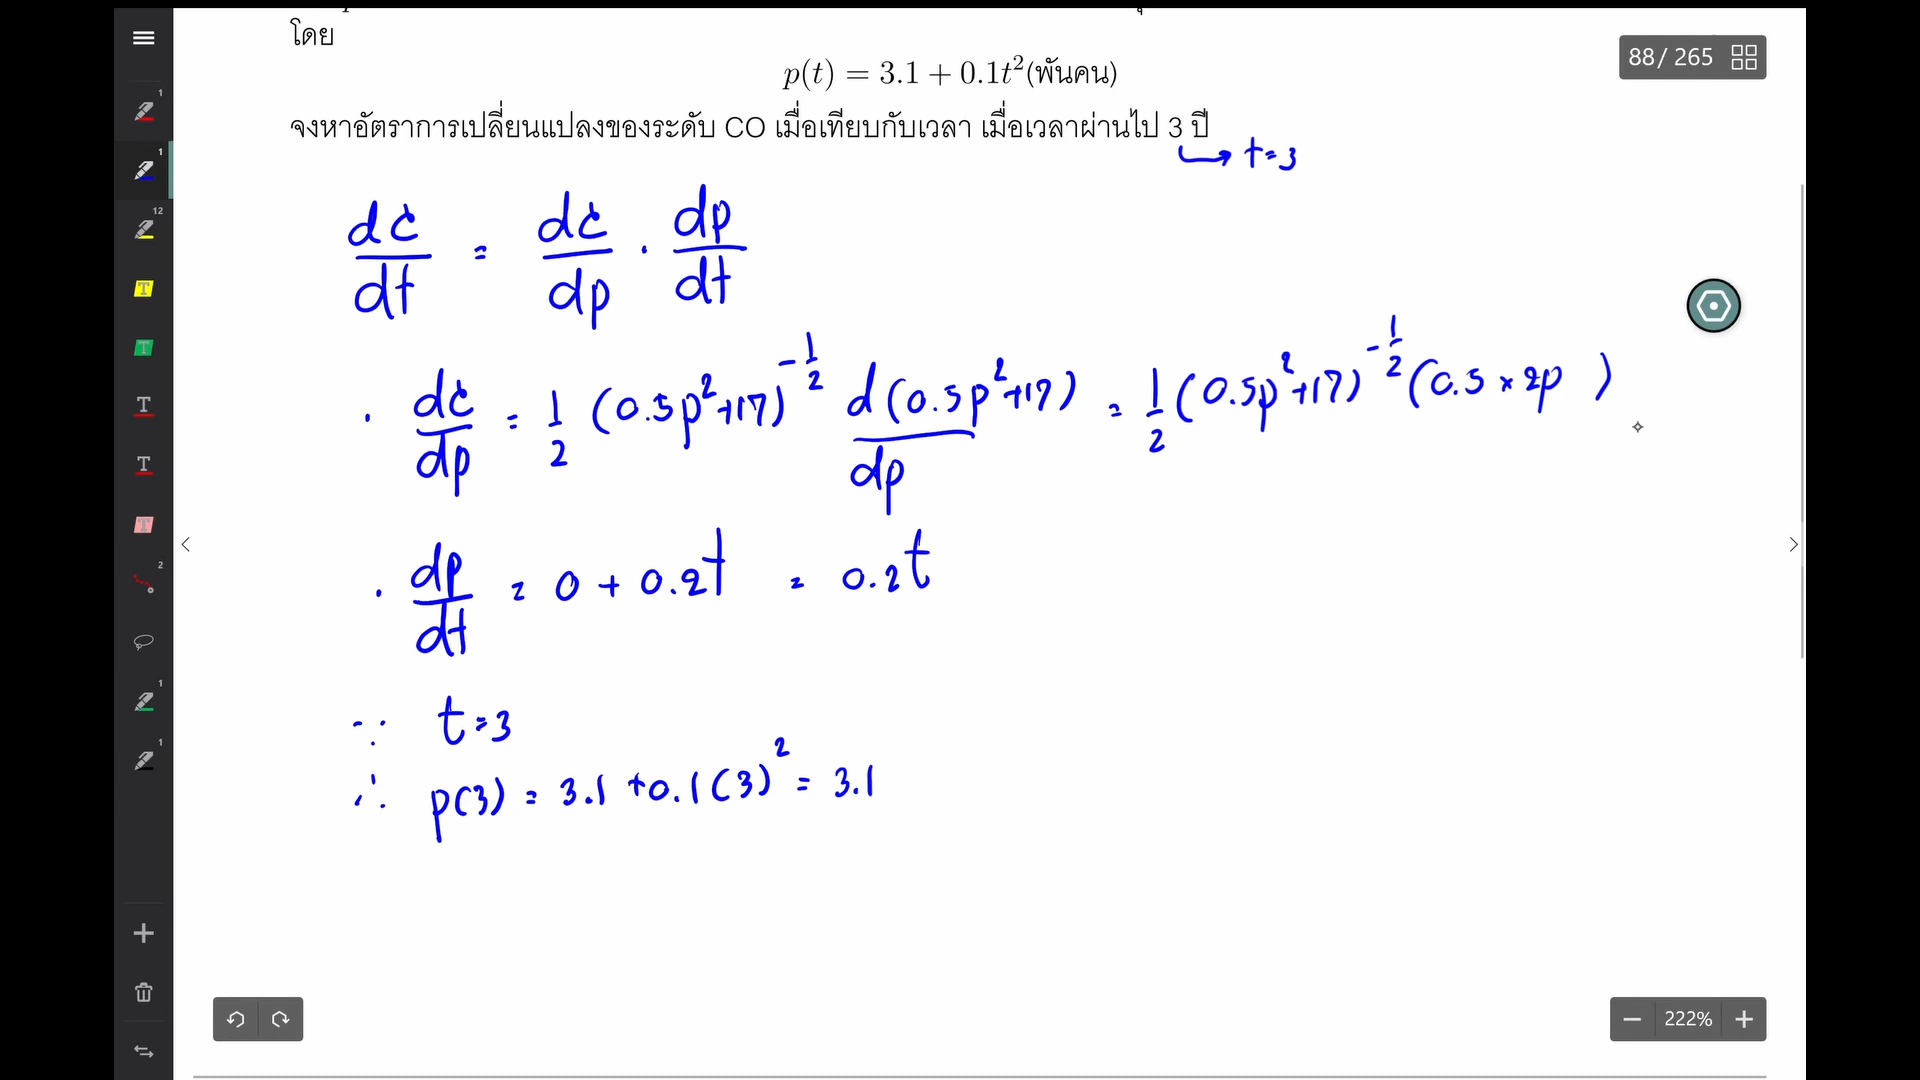 โดย
p(t) = 3.1 + 0.1t²(พันคน)
88 / 265
จงหาอัตราการเปลี่ยนแปลงของระดับ CO เมื่อเทียบกับเวลา เมื่อเวลาผ่านไป 3 ปี
t=3
dc/dt = dc/dp · dp/dt
· dc/dp = 1/2 (0.5p²+17)^(-1/2) d(0.5p²+17)/dp = 1/2 (0.5p²+17)^(-1/2) (0.5 × 2p )
· dp/dt = 0 + 0.2t = 0.2t
∵ t=3
∴ p(3) = 3.1 +0.1(3)² = 3.1
222%